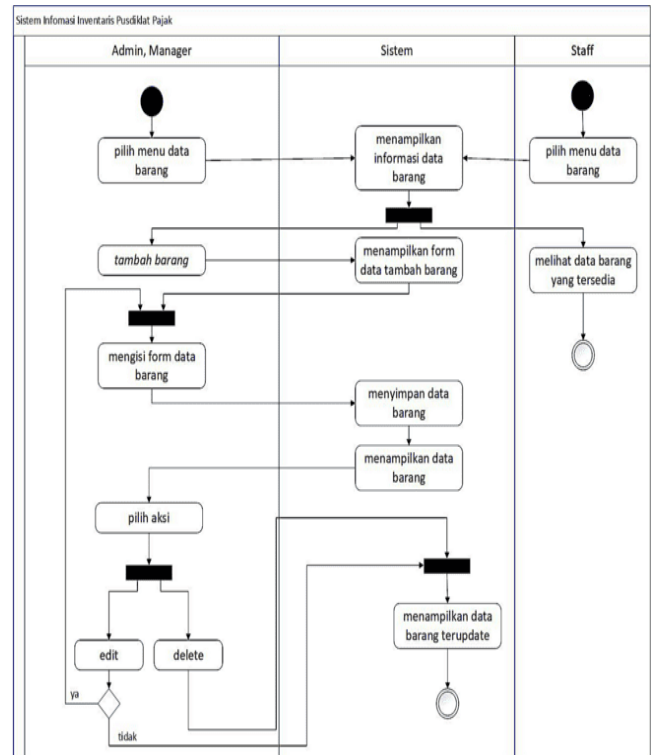 Sistem Infomasi Inventaris Pusdiklat Pajak
Admin, Manager
Sistem
Staff
pilih menu data
barang
menampilkan
informasi data
barang
pilih menu data
barang
tambah barang
menampilkan form
data tambah barang
melihat data barang
yang tersedia
mengisi form data
barang
menyimpan data
barang
menampilkan data
barang
pilih aksi
menampilkan data
barang terupdate
edit
delete
ya
tidak